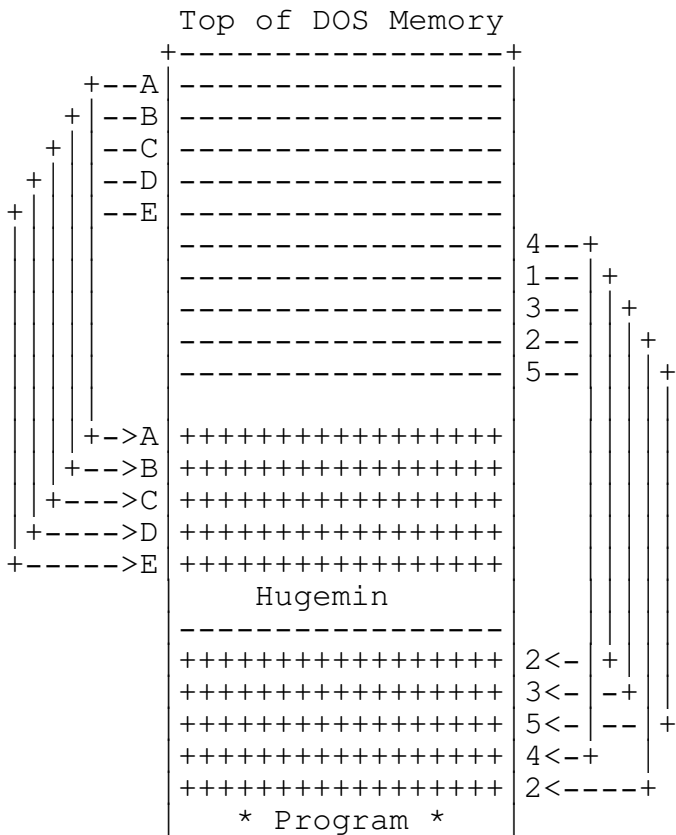 Top of DOS Memory
+-----------------+
+--A| ----------------- |
+ --B| ----------------- |
+ --C| ----------------- |
+ --D| ----------------- |
+ --E| ----------------- |
| ----------------- | 4--+
| ----------------- | 1-- +
| ----------------- | 3-- +
| ----------------- | 2-- +
| ----------------- | 5-- +
+->A|+++++++++++++++++|
+-->B|+++++++++++++++++|
+--->C|+++++++++++++++++|
+---->D|+++++++++++++++++|
+----->E|+++++++++++++++++|
Hugemin
-----------------
|+++++++++++++++++| 2<- +
|+++++++++++++++++| 3<- -+
|+++++++++++++++++| 5<- -- +
|+++++++++++++++++| 4<-+
|+++++++++++++++++| 2<----+
* Program *